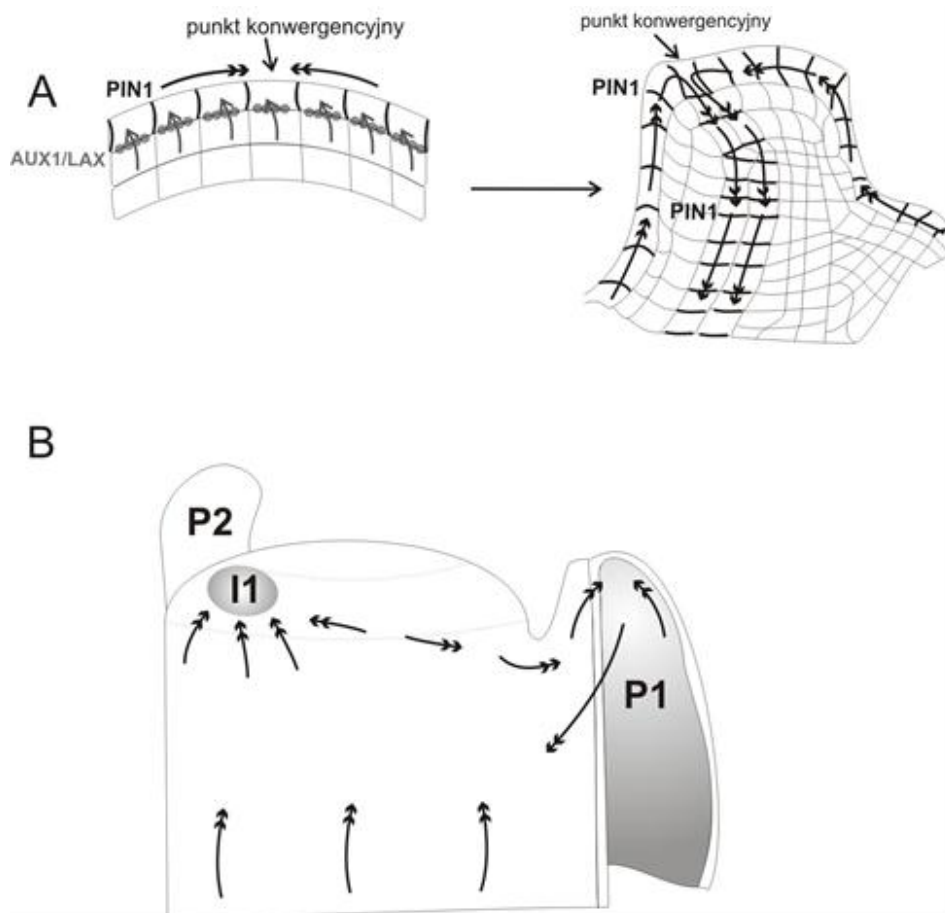 punkt konwergencyjny
A
PIN1
AUX1/LAX
punkt konwergencyjny
PIN1
PIN1
B
P2
I1
P1